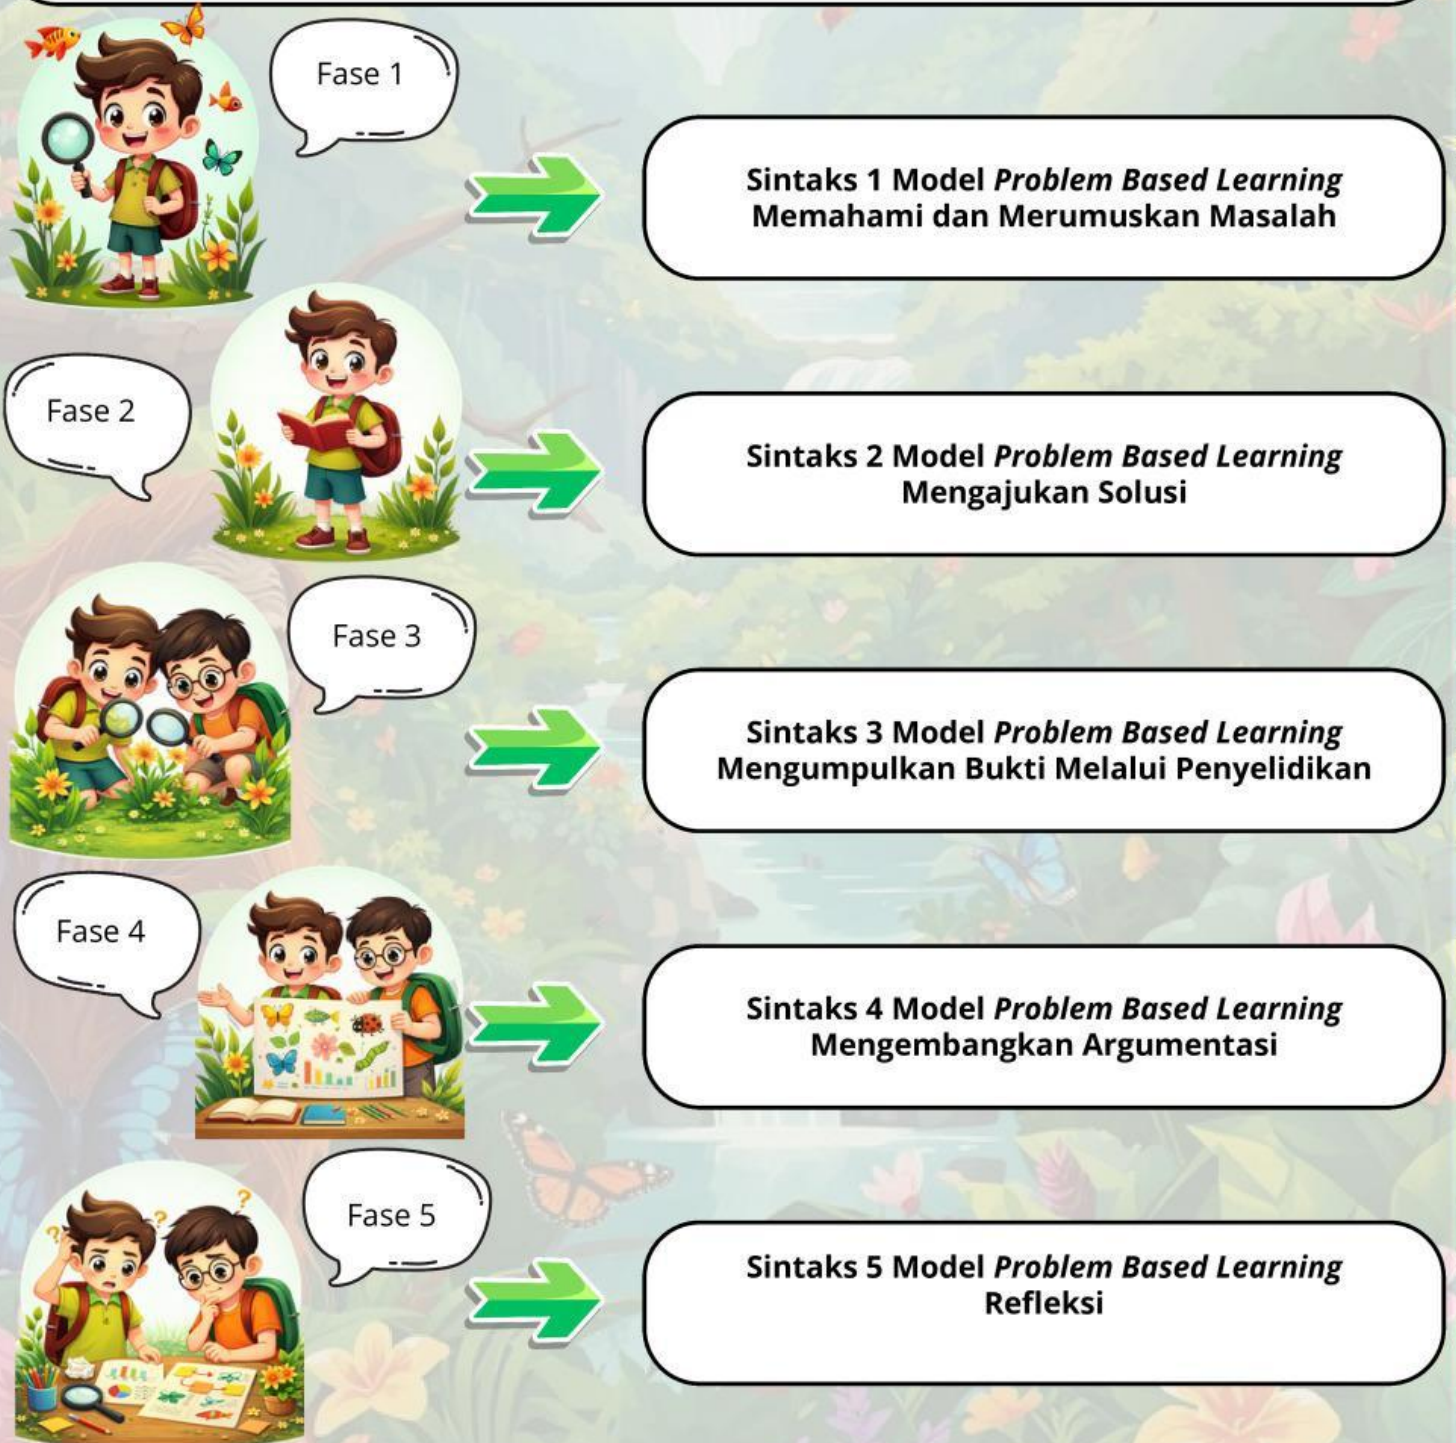 Fase 1
Sintaks 1 Model Problem Based Learning
Memahami dan Merumuskan Masalah
Fase 2
Sintaks 2 Model Problem Based Learning
Mengajukan Solusi
Fase 3
Sintaks 3 Model Problem Based Learning
Mengumpulkan Bukti Melalui Penyelidikan
Fase 4
Sintaks 4 Model Problem Based Learning
Mengembangkan Argumentasi
Fase 5
Sintaks 5 Model Problem Based Learning
Refleksi